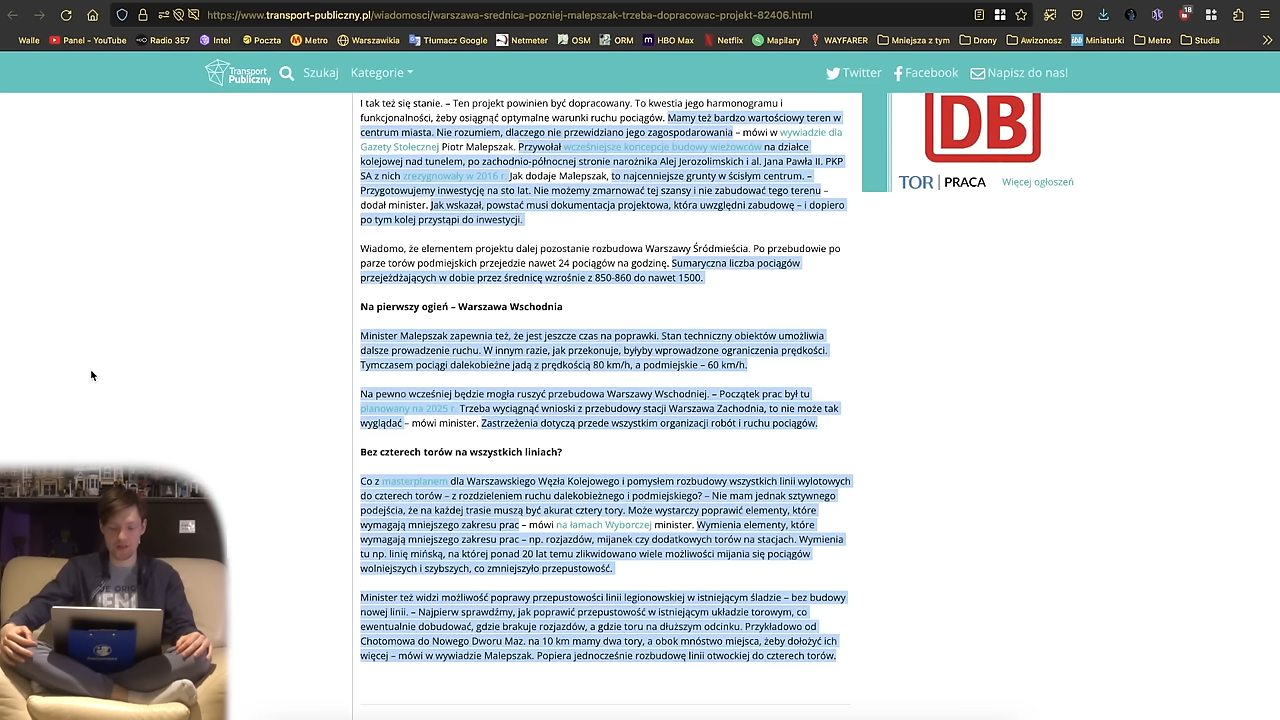 https://www.transport-publiczny.pl/wiadomosci/warszawa-srednica-pozniej-malepszak-trzeba-dopracowac-projekt-82406.html
18
Walle Panel - YouTube Radio 357 Intel Poczta Metro Warszawikia Tłumacz Google Netmeter OSM ORM HBO Max Netflix Mapilary WAYFARER Mniejsza z tym Drony Awizonosz Miniaturki Metro Studia
Transport Publiczny Szukaj Kategorie Twitter Facebook Napisz do nas!
I tak też się stanie. – Ten projekt powinien być dopracowany. To kwestia jego harmonogramu i
funkcjonalności, żeby osiągnąć optymalne warunki ruchu pociągów. Mamy też bardzo wartościowy teren w
centrum miasta. Nie rozumiem, dlaczego nie przewidziano jego zagospodarowania – mówi w wywiadzie dla
Gazety Stołecznej Piotr Malepszak. Przywołał wcześniejsze koncepcje budowy wieżowców na działce
kolejowej nad tunelem, po zachodnio-północnej stronie narożnika Alej Jerozolimskich i al. Jana Pawła II. PKP
SA z nich zrezygnowały w 2016 r. Jak dodaje Malepszak, to najcenniejsze grunty w ścisłym centrum. –
Przygotowujemy inwestycję na sto lat. Nie możemy zmarnować tej szansy i nie zabudować tego terenu –
dodał minister. Jak wskazał, powstać musi dokumentacja projektowa, która uwzględni zabudowę – i dopiero
po tym kolej przystąpi do inwestycji.
Wiadomo, że elementem projektu dalej pozostanie rozbudowa Warszawy Śródmieścia. Po przebudowie po
parze torów podmiejskich przejedzie nawet 24 pociągów na godzinę. Sumaryczna liczba pociągów
przejeżdżających w dobie przez średnicę wzrośnie z 850-860 do nawet 1500.
Na pierwszy ogień – Warszawa Wschodnia
Minister Malepszak zapewnia też, że jest jeszcze czas na poprawki. Stan techniczny obiektów umożliwia
dalsze prowadzenie ruchu. W innym razie, jak przekonuje, byłyby wprowadzone ograniczenia prędkości.
Tymczasem pociągi dalekobieżne jadą z prędkością 80 km/h, a podmiejskie – 60 km/h.
Na pewno wcześniej będzie mogła ruszyć przebudowa Warszawy Wschodniej. – Początek prac był tu
planowany na 2025 r. Trzeba wyciągnąć wnioski z przebudowy stacji Warszawa Zachodnia, to nie może tak
wyglądać – mówi minister. Zastrzeżenia dotyczą przede wszystkim organizacji robót i ruchu pociągów.
Bez czterech torów na wszystkich liniach?
Co z masterplanem dla Warszawskiego Węzła Kolejowego i pomysłem rozbudowy wszystkich linii wylotowych
do czterech torów – z rozdzieleniem ruchu dalekobieżnego i podmiejskiego? – Nie mam jednak sztywnego
podejścia, że na każdej trasie muszą być akurat cztery tory. Może wystarczy poprawić elementy, które
wymagają mniejszego zakresu prac – mówi na łamach Wyborczej minister. Wymienia elementy, które
wymagają mniejszego zakresu prac – np. rozjazdów, mijanek czy dodatkowych torów na stacjach. Wymienia
tu np. linię mińską, na której ponad 20 lat temu zlikwidowano wiele możliwości mijania się pociągów
wolniejszych i szybszych, co zmniejszyło przepustowość.
Minister też widzi możliwość poprawy przepustowości linii legionowskiej w istniejącym śladzie – bez budowy
nowej linii. – Najpierw sprawdźmy, jak poprawić przepustowość w istniejącym układzie torowym, co
ewentualnie dobudować, gdzie brakuje rozjazdów, a gdzie toru na dłuższym odcinku. Przykładowo od
Chotomowa do Nowego Dworu Maz. na 10 km mamy dwa tory, a obok mnóstwo miejsca, żeby dołożyć ich
więcej – mówi w wywiadzie Malepszak. Popiera jednocześnie rozbudowę linii otwockiej do czterech torów.
DB
TOR | PRACA Więcej ogłoszeń